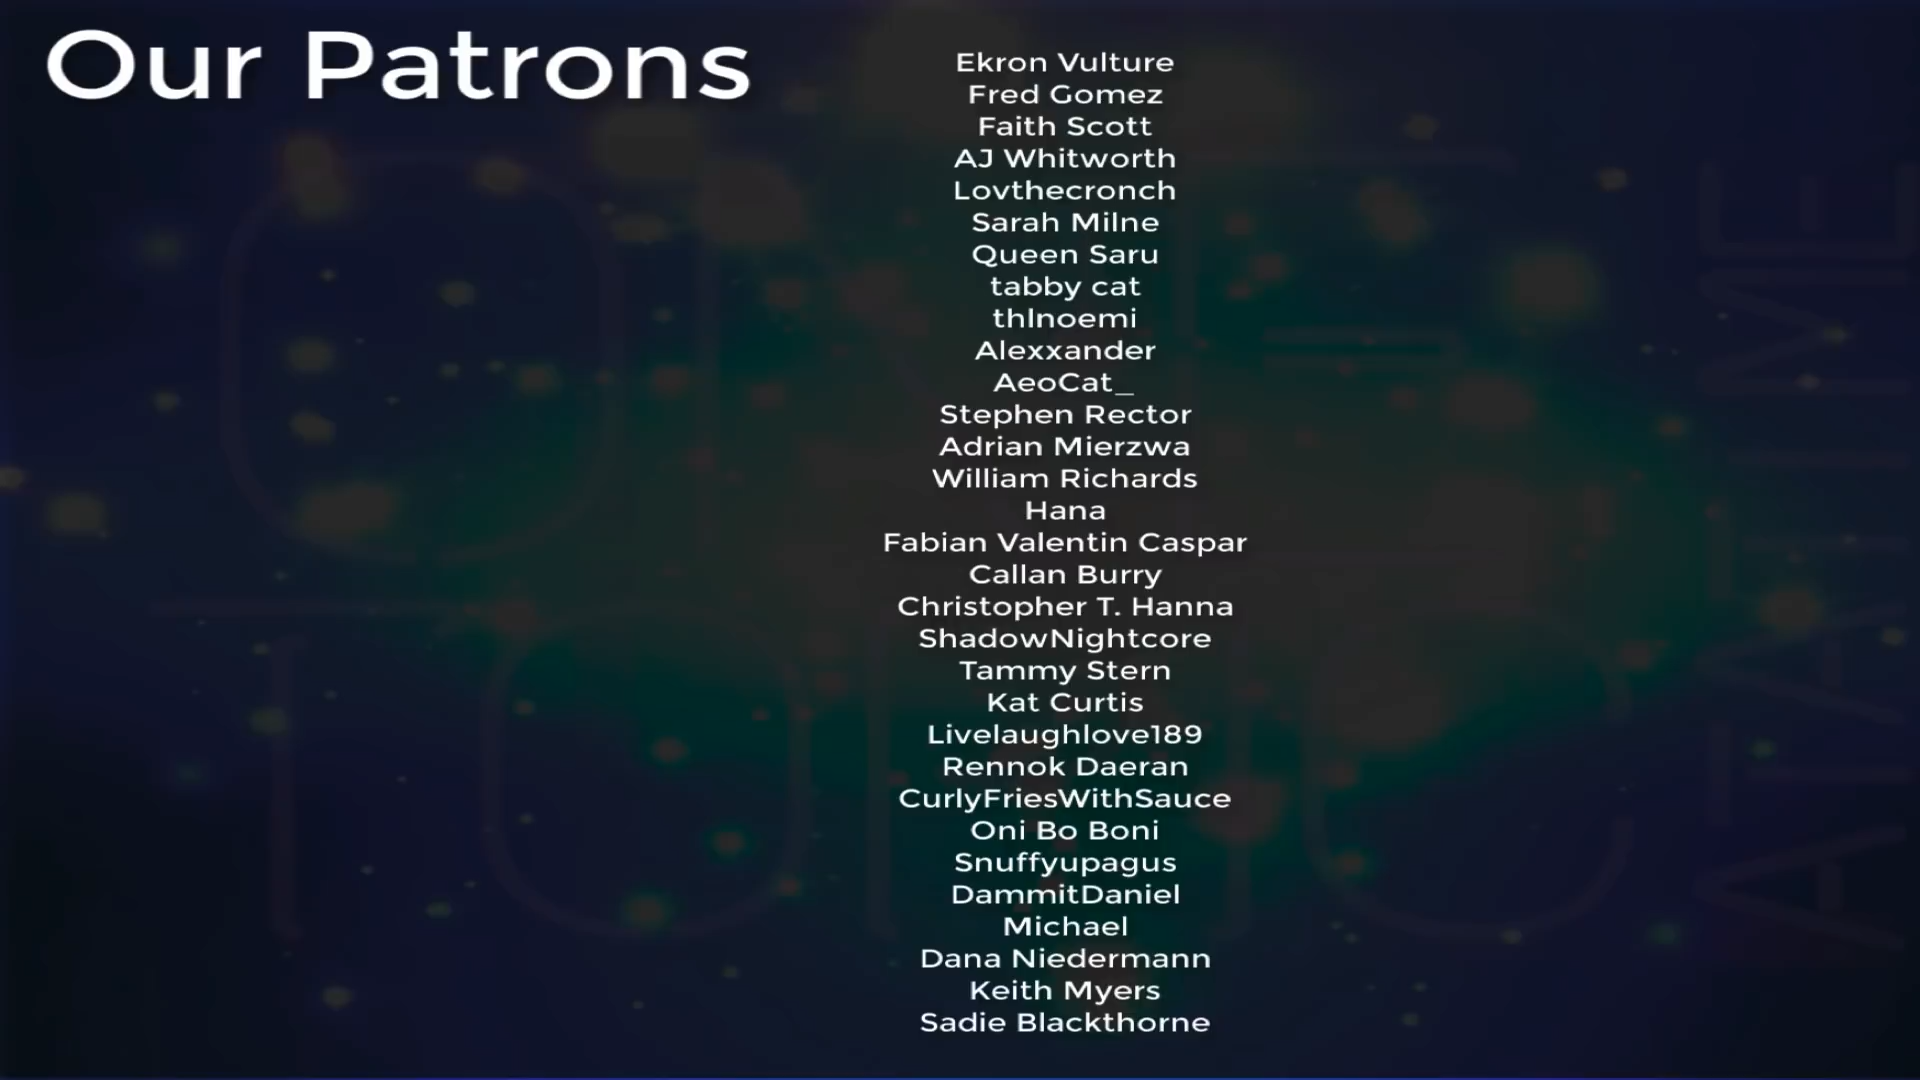 Our Patrons
Ekron Vulture
Fred Gomez
Faith Scott
AJ Whitworth
Lovthecronch
Sarah Milne
Queen Saru
tabby cat
thlnoemi
Alexxander
AeoCat_
Stephen Rector
Adrian Mierzwa
William Richards
Hana
Fabian Valentin Caspar
Callan Burry
Christopher T. Hanna
ShadowNightcore
Tammy Stern
Kat Curtis
Livelaughlove189
Rennok Daeran
CurlyFriesWithSauce
Oni Bo Boni
Snuffyupagus
DammitDaniel
Michael
Dana Niedermann
Keith Myers
Sadie Blackthorne